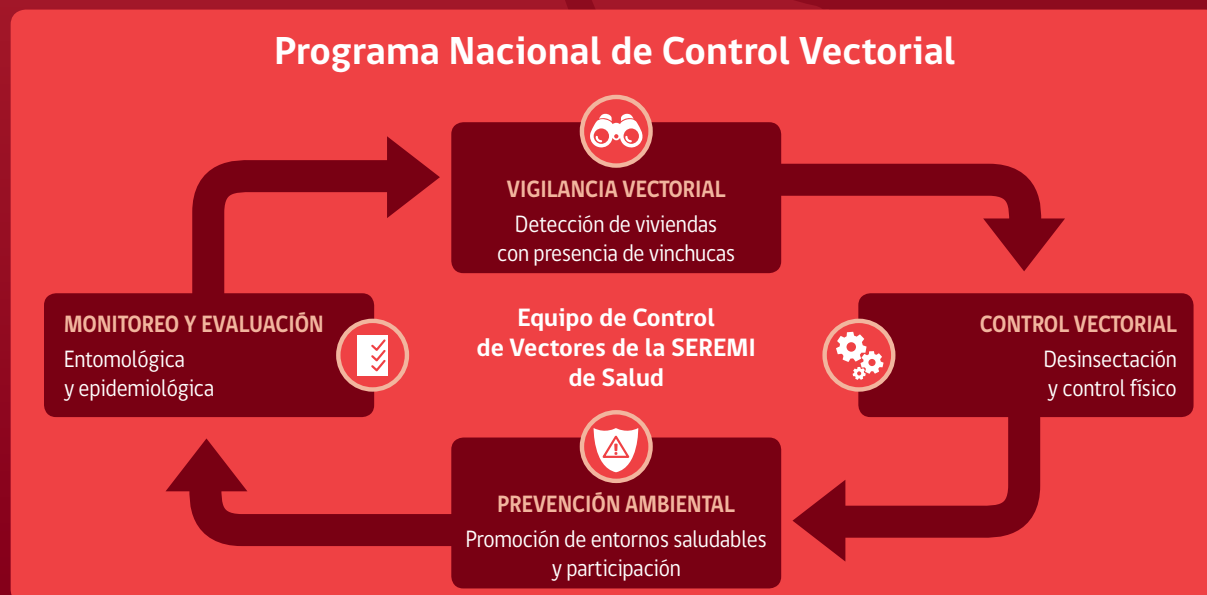 Programa Nacional de Control Vectorial
VIGILANCIA VECTORIAL
Detección de viviendas
con presencia de vinchucas
MONITOREO Y EVALUACIÓN
Entomológica
y epidemiológica
Equipo de Control
de Vectores de la SEREMI
de Salud
CONTROL VECTORIAL
Desinsectación
y control físico
PREVENCIÓN AMBIENTAL
Promoción de entornos saludables
y participación